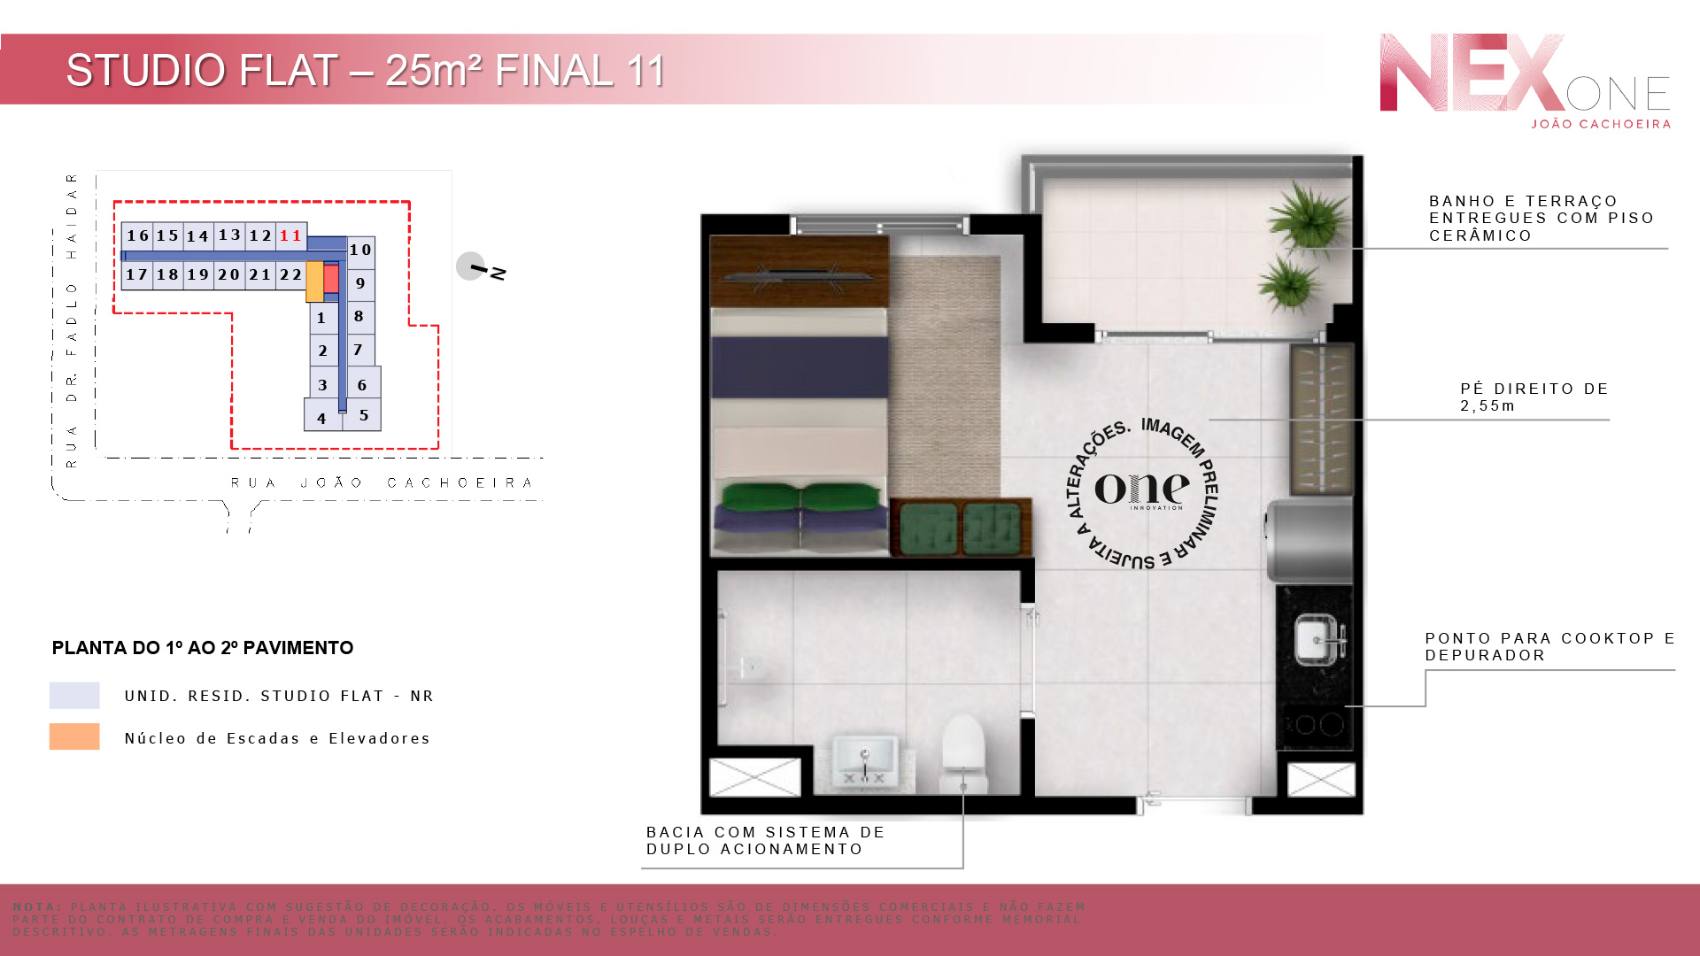 STUDIO FLAT – 25m² FINAL 11
NEX ONE
JOÃO CACHOEIRA
RUA DR. FADLO HAIDAR
16 15 14 13 12 11
10
17 18 19 20 21 22
9
1
8
2
7
3
6
4
5
N
RUA JOÃO CACHOEIRA
PLANTA DO 1º AO 2º PAVIMENTO
UNID. RESID. STUDIO FLAT - NR
Núcleo de Escadas e Elevadores
BANHO E TERRAÇO
ENTREGUES COM PISO
CERÂMICO
PÉ DIREITO DE
2,55m
IMAGEM PRELIMINAR E SUJEITA A ALTERAÇÕES.
one
INNOVATION
PONTO PARA COOKTOP E
DEPURADOR
BACIA COM SISTEMA DE
DUPLO ACIONAMENTO
NOTA: PLANTA ILUSTRATIVA COM SUGESTÃO DE DECORAÇÃO. OS MÓVEIS E UTENSÍLIOS SÃO DE DIMENSÕES COMERCIAIS E NÃO FAZEM
PARTE DO CONTRATO DE COMPRA E VENDA DO IMÓVEL. OS ACABAMENTOS, LOUÇAS E METAIS SERÃO ENTREGUES CONFORME MEMORIAL
DESCRITIVO. AS METRAGENS FINAIS DAS UNIDADES SERÃO INDICADAS NO ESPELHO DE VENDAS.